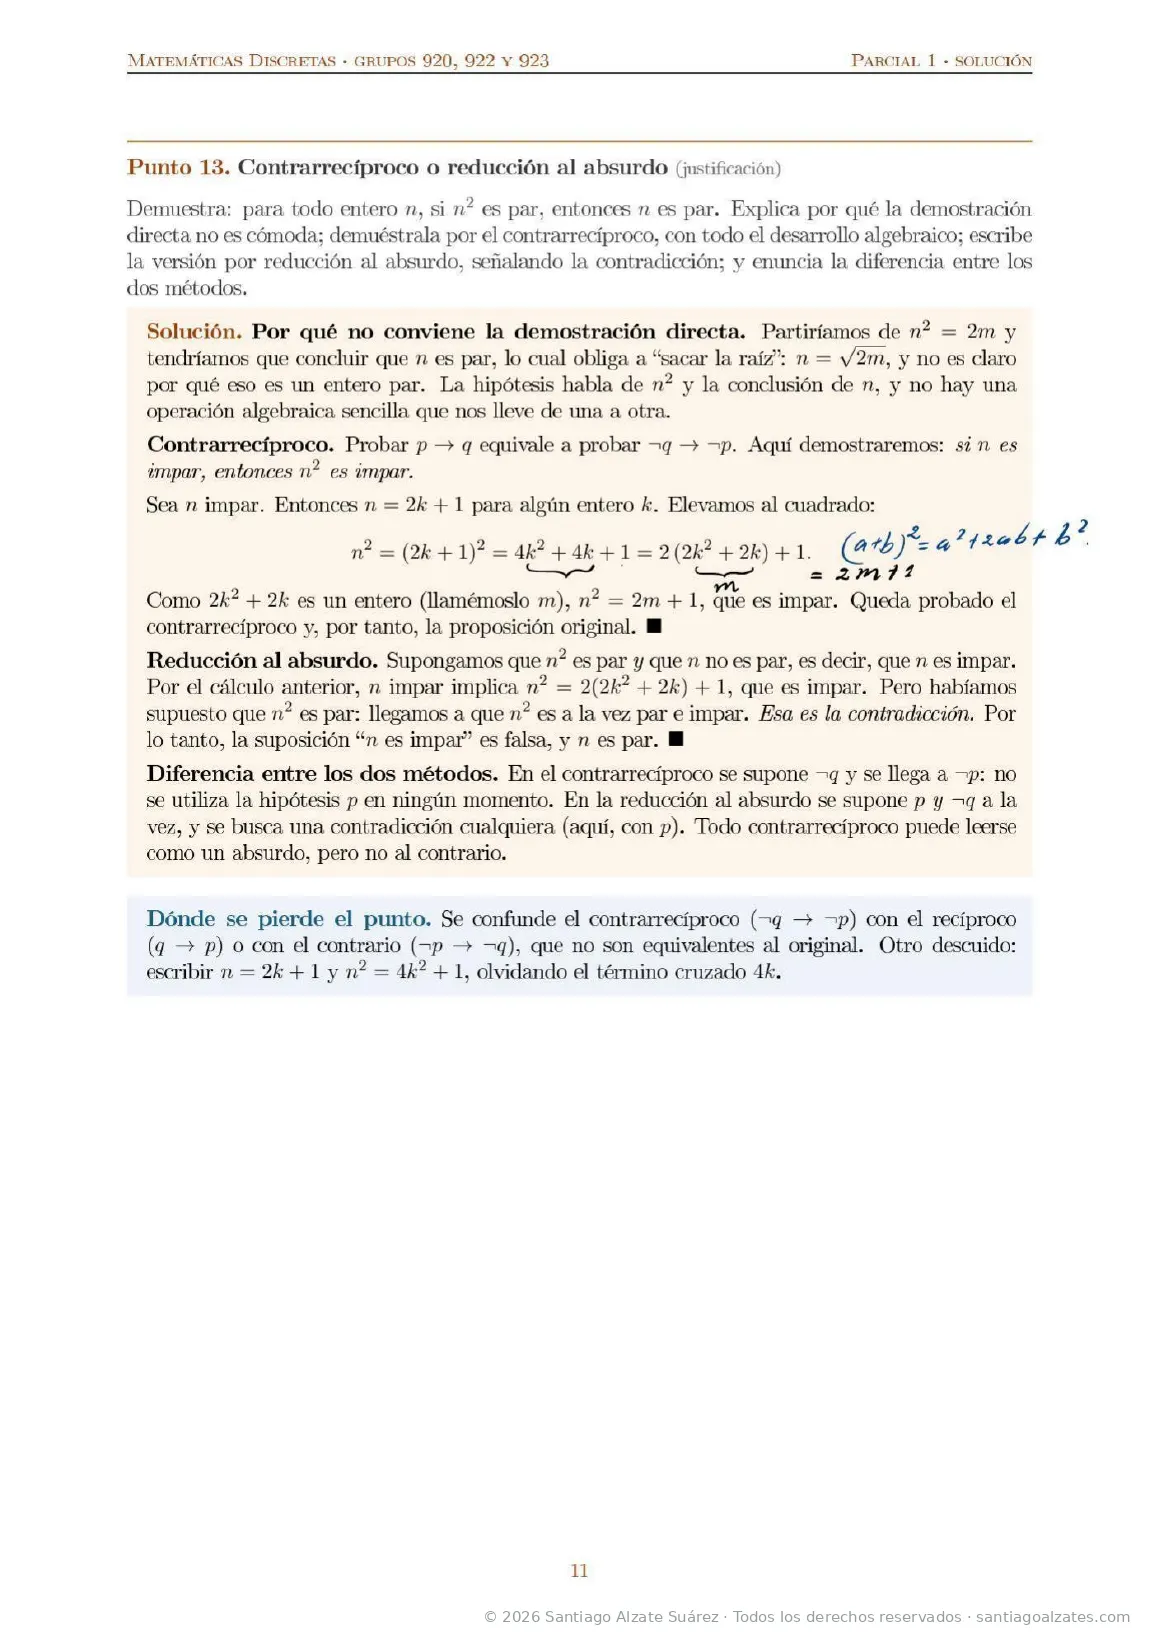 Matemáticas Discretas · grupos 920, 922 y 923 Parcial 1 · solución
Punto 13. Contrarrecíproco o reducción al absurdo (justificación)
Demuestra: para todo entero n, si n² es par, entonces n es par. Explica por qué la demostración
directa no es cómoda; demuéstrala por el contrarrecíproco, con todo el desarrollo algebraico; escribe
la versión por reducción al absurdo, señalando la contradicción; y enuncia la diferencia entre los
dos métodos.
Solución. Por qué no conviene la demostración directa. Partiríamos de n² = 2m y
tendríamos que concluir que n es par, lo cual obliga a “sacar la raíz”: n = √2m, y no es claro
por qué eso es un entero par. La hipótesis habla de n² y la conclusión de n, y no hay una
operación algebraica sencilla que nos lleve de una a otra.
Contrarrecíproco. Probar p → q equivale a probar ¬q → ¬p. Aquí demostraremos: si n es
impar, entonces n² es impar.
Sea n impar. Entonces n = 2k + 1 para algún entero k. Elevamos al cuadrado:
n² = (2k + 1)² = 4k² + 4k + 1 = 2 (2k² + 2k) + 1. (a+b)² = a² + 2ab + b².
m = 2m+1
Como 2k² + 2k es un entero (llamémoslo m), n² = 2m + 1, que es impar. Queda probado el
contrarrecíproco y, por tanto, la proposición original. ■
Reducción al absurdo. Supongamos que n² es par y que n no es par, es decir, que n es impar.
Por el cálculo anterior, n impar implica n² = 2(2k² + 2k) + 1, que es impar. Pero habíamos
supuesto que n² es par: llegamos a que n² es a la vez par e impar. Esa es la contradicción. Por
lo tanto, la suposición “n es impar” es falsa, y n es par. ■
Diferencia entre los dos métodos. En el contrarrecíproco se supone ¬q y se llega a ¬p: no
se utiliza la hipótesis p en ningún momento. En la reducción al absurdo se supone p y ¬q a la
vez, y se busca una contradicción cualquiera (aquí, con p). Todo contrarrecíproco puede leerse
como un absurdo, pero no al contrario.
Dónde se pierde el punto. Se confunde el contrarrecíproco (¬q → ¬p) con el recíproco
(q → p) o con el contrario (¬p → ¬q), que no son equivalentes al original. Otro descuido:
escribir n = 2k + 1 y n² = 4k² + 1, olvidando el término cruzado 4k.
11
© 2026 Santiago Alzate Suárez · Todos los derechos reservados · santiagoalzates.com